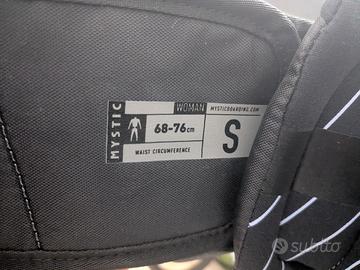 MYSTIC
WOMAN
MYSTICBOARDING.COM
68-76cm
S
WAIST CIRCUMFERENCE
subito